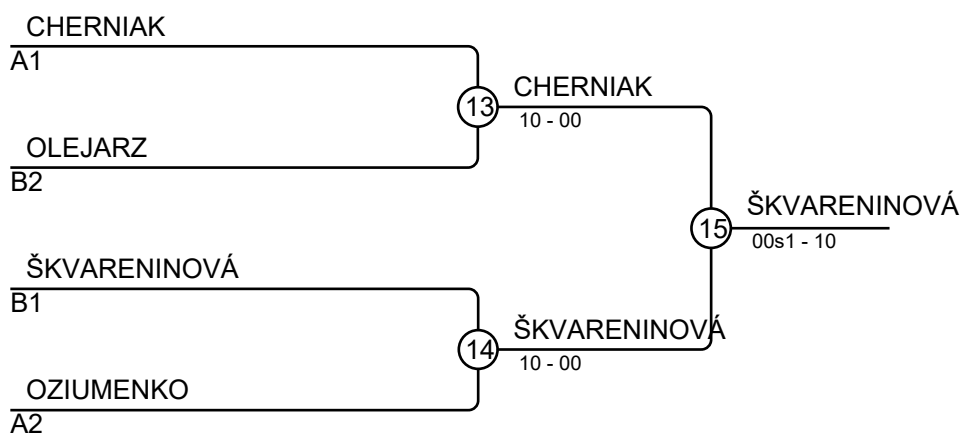 CHERNIAK
A1
13
CHERNIAK
10 - 00
OLEJARZ
B2
15
ŠKVARENINOVÁ
00s1 - 10
ŠKVARENINOVÁ
B1
14
ŠKVARENINOVÁ
10 - 00
OZIUMENKO
A2